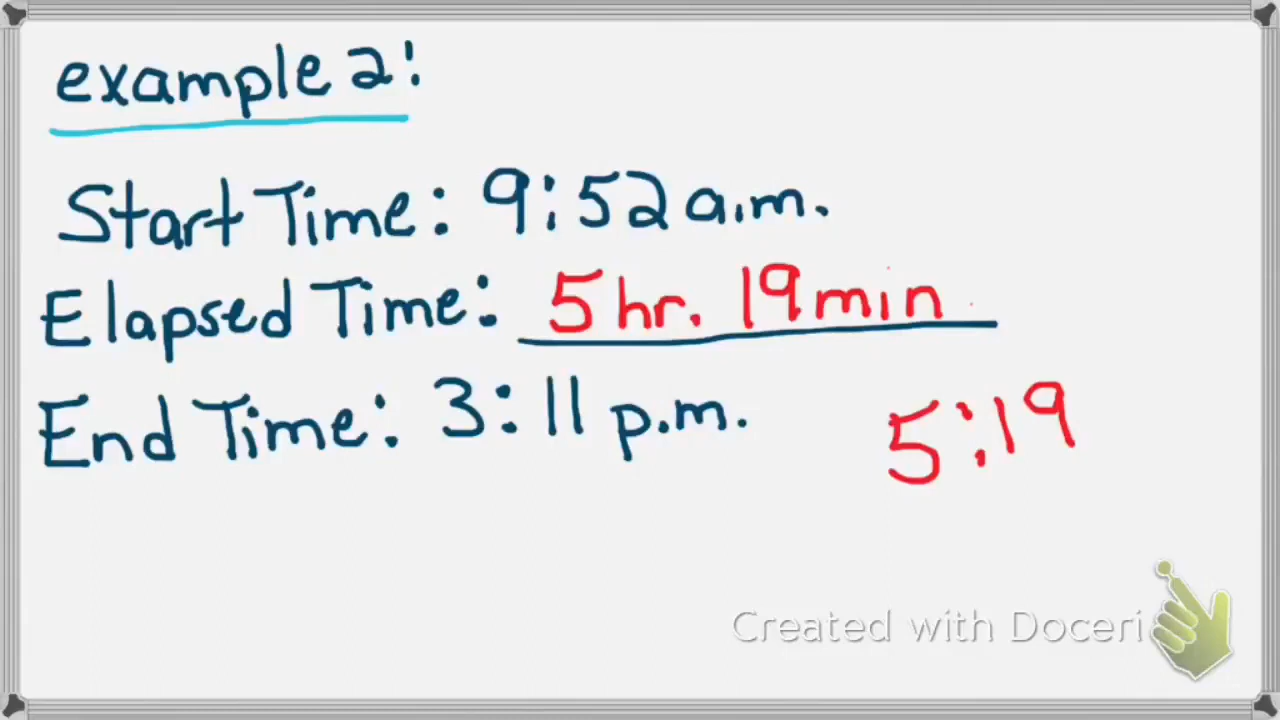 example 2!
Start Time: 9:52 a.m.
Elapsed Time: 5 hr. 19 min
End Time: 3:11 p.m.
5:19
Created with Doceri